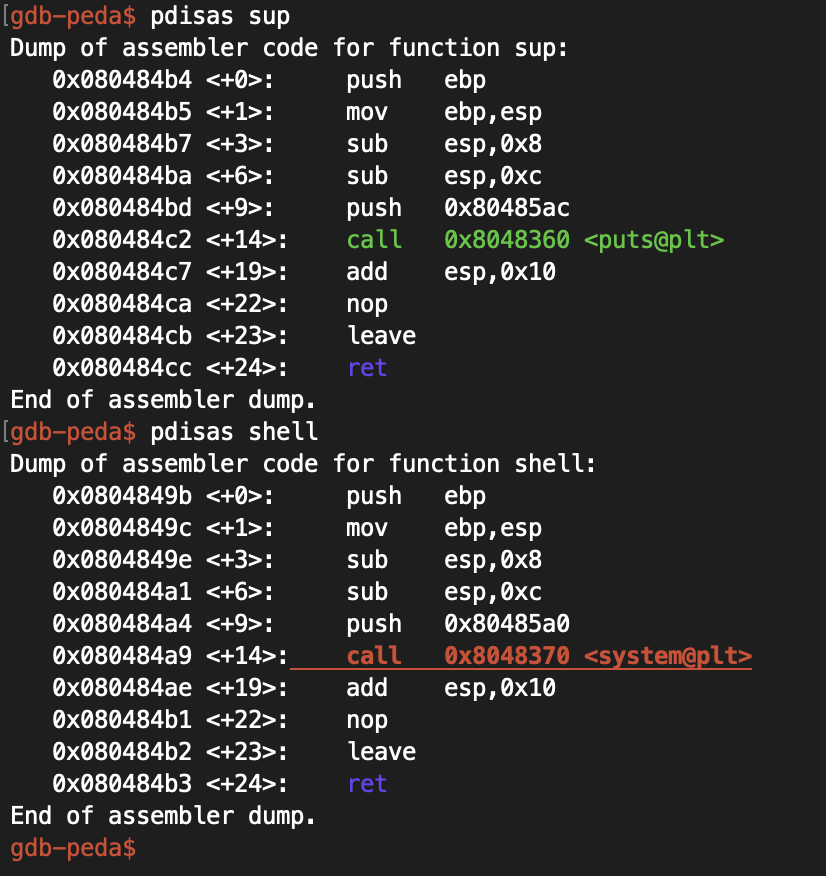 [gdb-peda$ pdisas sup
Dump of assembler code for function sup:
   0x080484b4 <+0>:     push   ebp
   0x080484b5 <+1>:     mov    ebp,esp
   0x080484b7 <+3>:     sub    esp,0x8
   0x080484ba <+6>:     sub    esp,0xc
   0x080484bd <+9>:     push   0x80485ac
   0x080484c2 <+14>:    call   0x8048360 <puts@plt>
   0x080484c7 <+19>:    add    esp,0x10
   0x080484ca <+22>:    nop
   0x080484cb <+23>:    leave
   0x080484cc <+24>:    ret
End of assembler dump.
[gdb-peda$ pdisas shell
Dump of assembler code for function shell:
   0x0804849b <+0>:     push   ebp
   0x0804849c <+1>:     mov    ebp,esp
   0x0804849e <+3>:     sub    esp,0x8
   0x080484a1 <+6>:     sub    esp,0xc
   0x080484a4 <+9>:     push   0x80485a0
   0x080484a9 <+14>:    call   0x8048370 <system@plt>
   0x080484ae <+19>:    add    esp,0x10
   0x080484b1 <+22>:    nop
   0x080484b2 <+23>:    leave
   0x080484b3 <+24>:    ret
End of assembler dump.
gdb-peda$